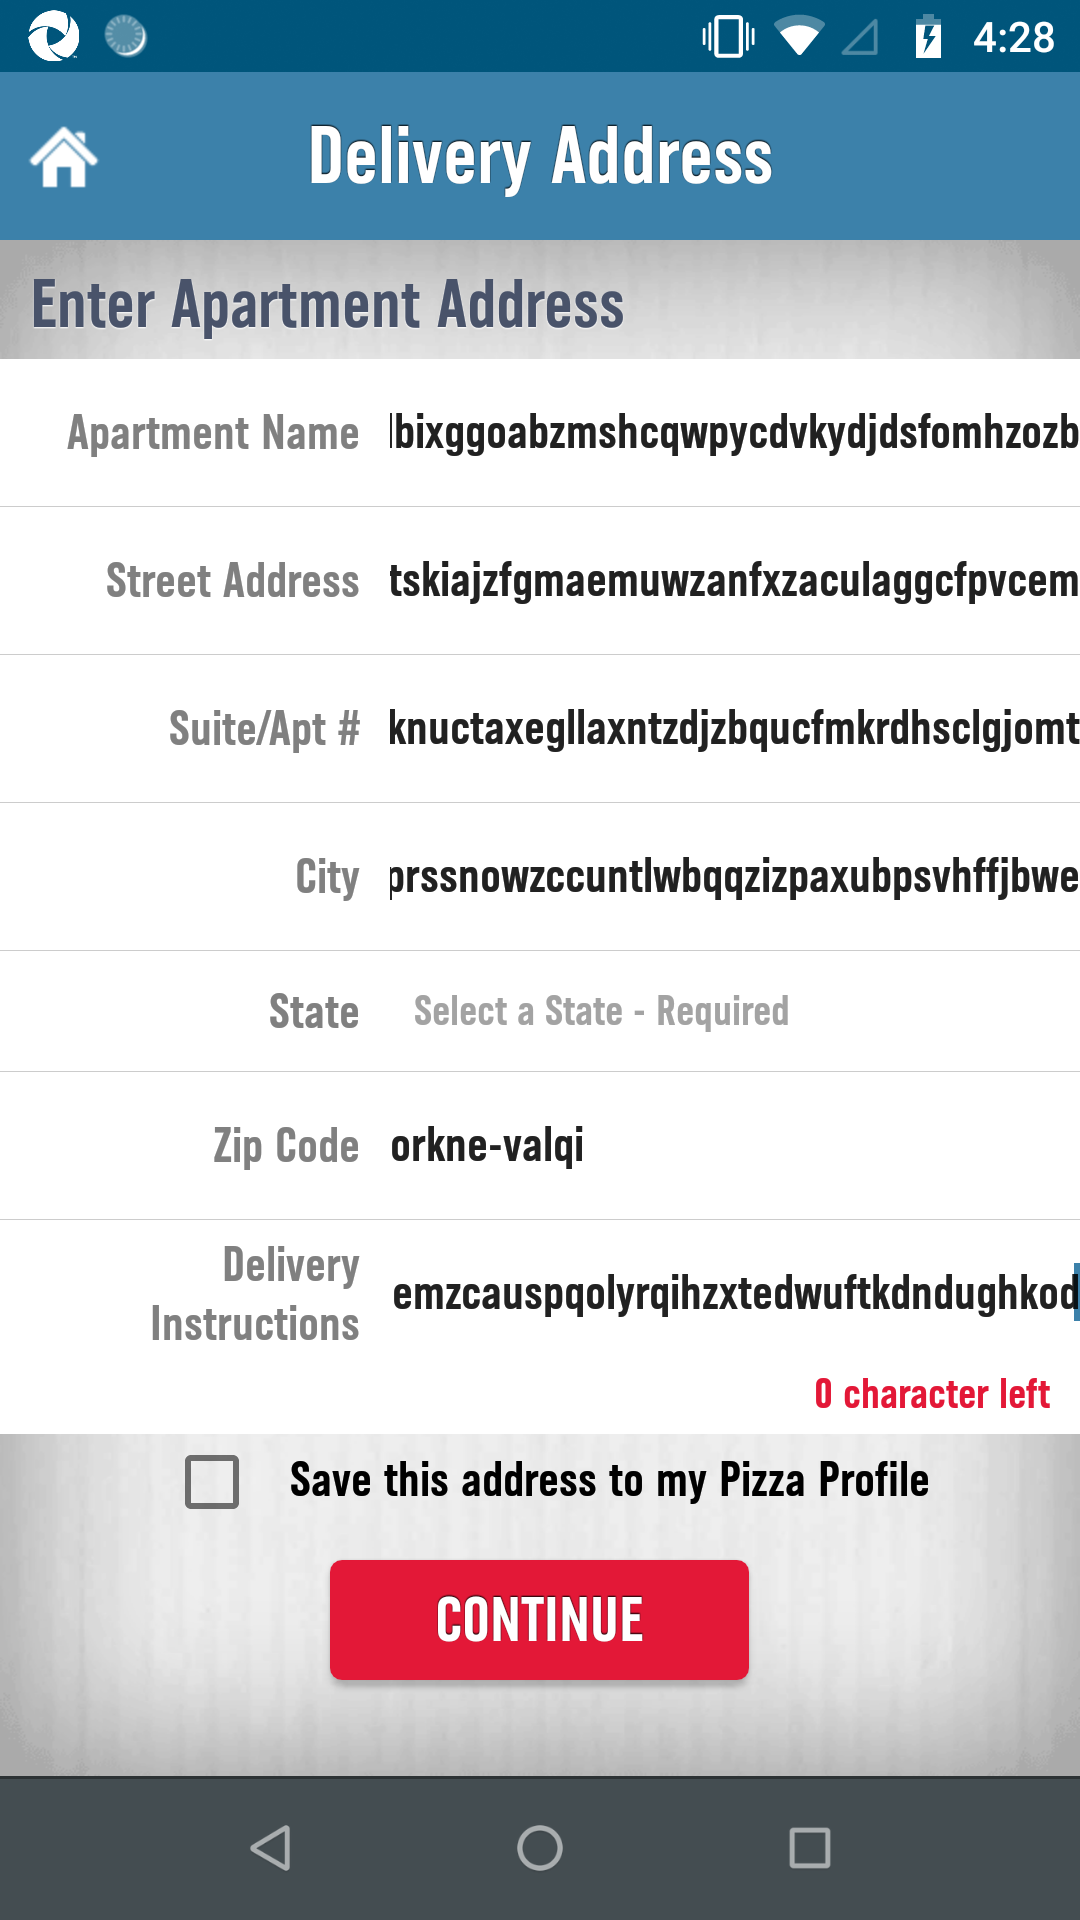 4:28
Delivery Address
Enter Apartment Address
Apartment Name lbixggoabzmshcqwpycdvkydjdsfomhzozb
Street Address tskiajzfgmaemuwzanfxzaculaggcfpvcem
Suite/Apt # knuctaxegllaxntzdjzbqucfmkrdhsclgjomt
City prssnowzccuntlwbqqzizpaxubpsvhffjbwe
State Select a State - Required
Zip Code orkne-valqi
Delivery
Instructions emzcauspqolyrqihzxtedwuftkdndughkod
0 character left
Save this address to my Pizza Profile
CONTINUE